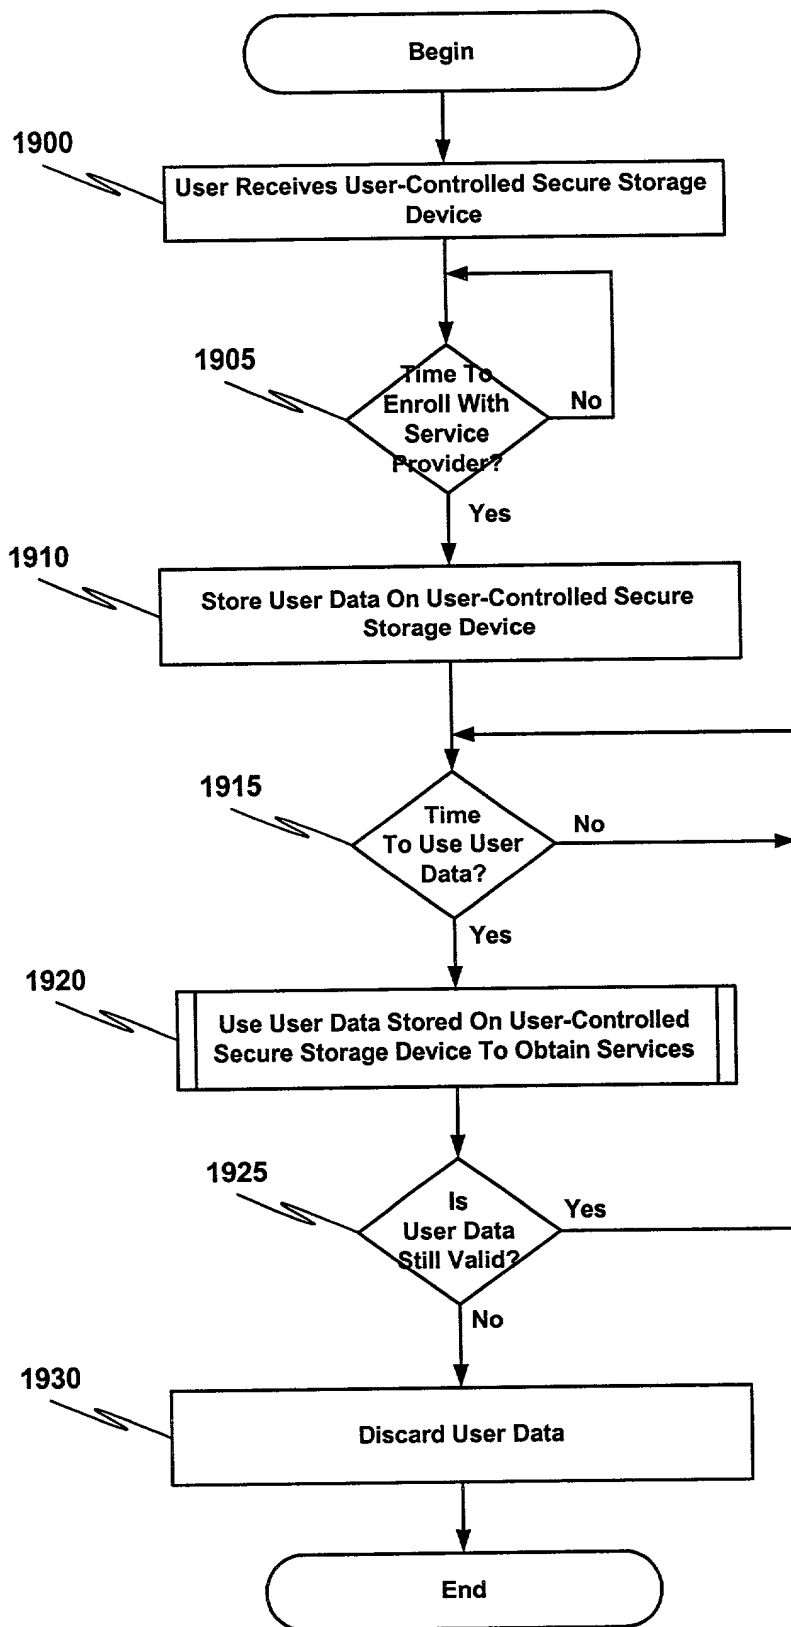 Begin
1900
User Receives User-Controlled Secure Storage
Device
1905
Time To
Enroll With
Service
Provider?
No
Yes
1910
Store User Data On User-Controlled Secure
Storage Device
1915
Time
To Use User
Data?
No
Yes
1920
Use User Data Stored On User-Controlled
Secure Storage Device To Obtain Services
1925
Is
User Data
Still Valid?
Yes
No
1930
Discard User Data
End